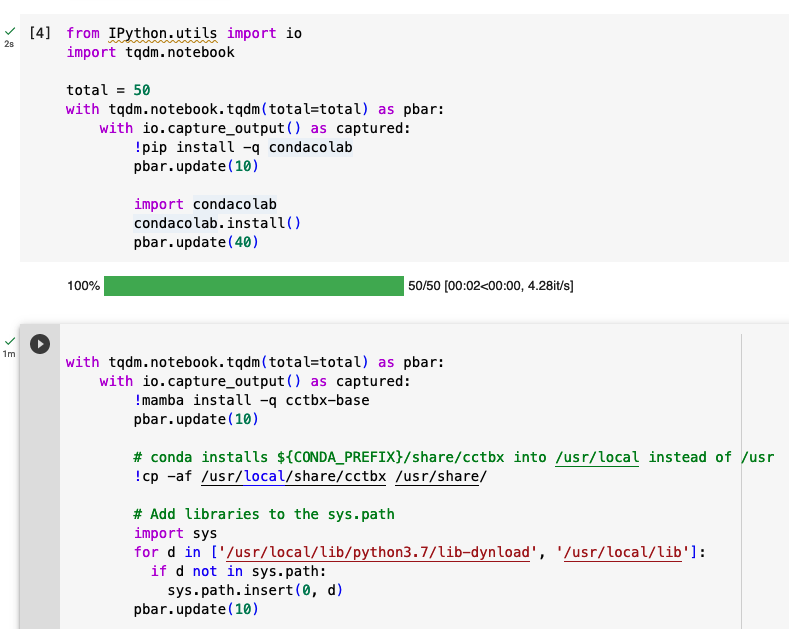 [4] from IPython.utils import io
2s
import tqdm.notebook
total = 50
with tqdm.notebook.tqdm(total=total) as pbar:
    with io.capture_output() as captured:
        !pip install -q condacolab
        pbar.update(10)
        import condacolab
        condacolab.install()
        pbar.update(40)
100% 50/50 [00:02<00:00, 4.28it/s]
1m
with tqdm.notebook.tqdm(total=total) as pbar:
    with io.capture_output() as captured:
        !mamba install -q cctbx-base
        pbar.update(10)
        # conda installs ${CONDA_PREFIX}/share/cctbx into /usr/local instead of /usr
        !cp -af /usr/local/share/cctbx /usr/share/
        # Add libraries to the sys.path
        import sys
        for d in ['/usr/local/lib/python3.7/lib-dynload', '/usr/local/lib']:
          if d not in sys.path:
            sys.path.insert(0, d)
        pbar.update(10)